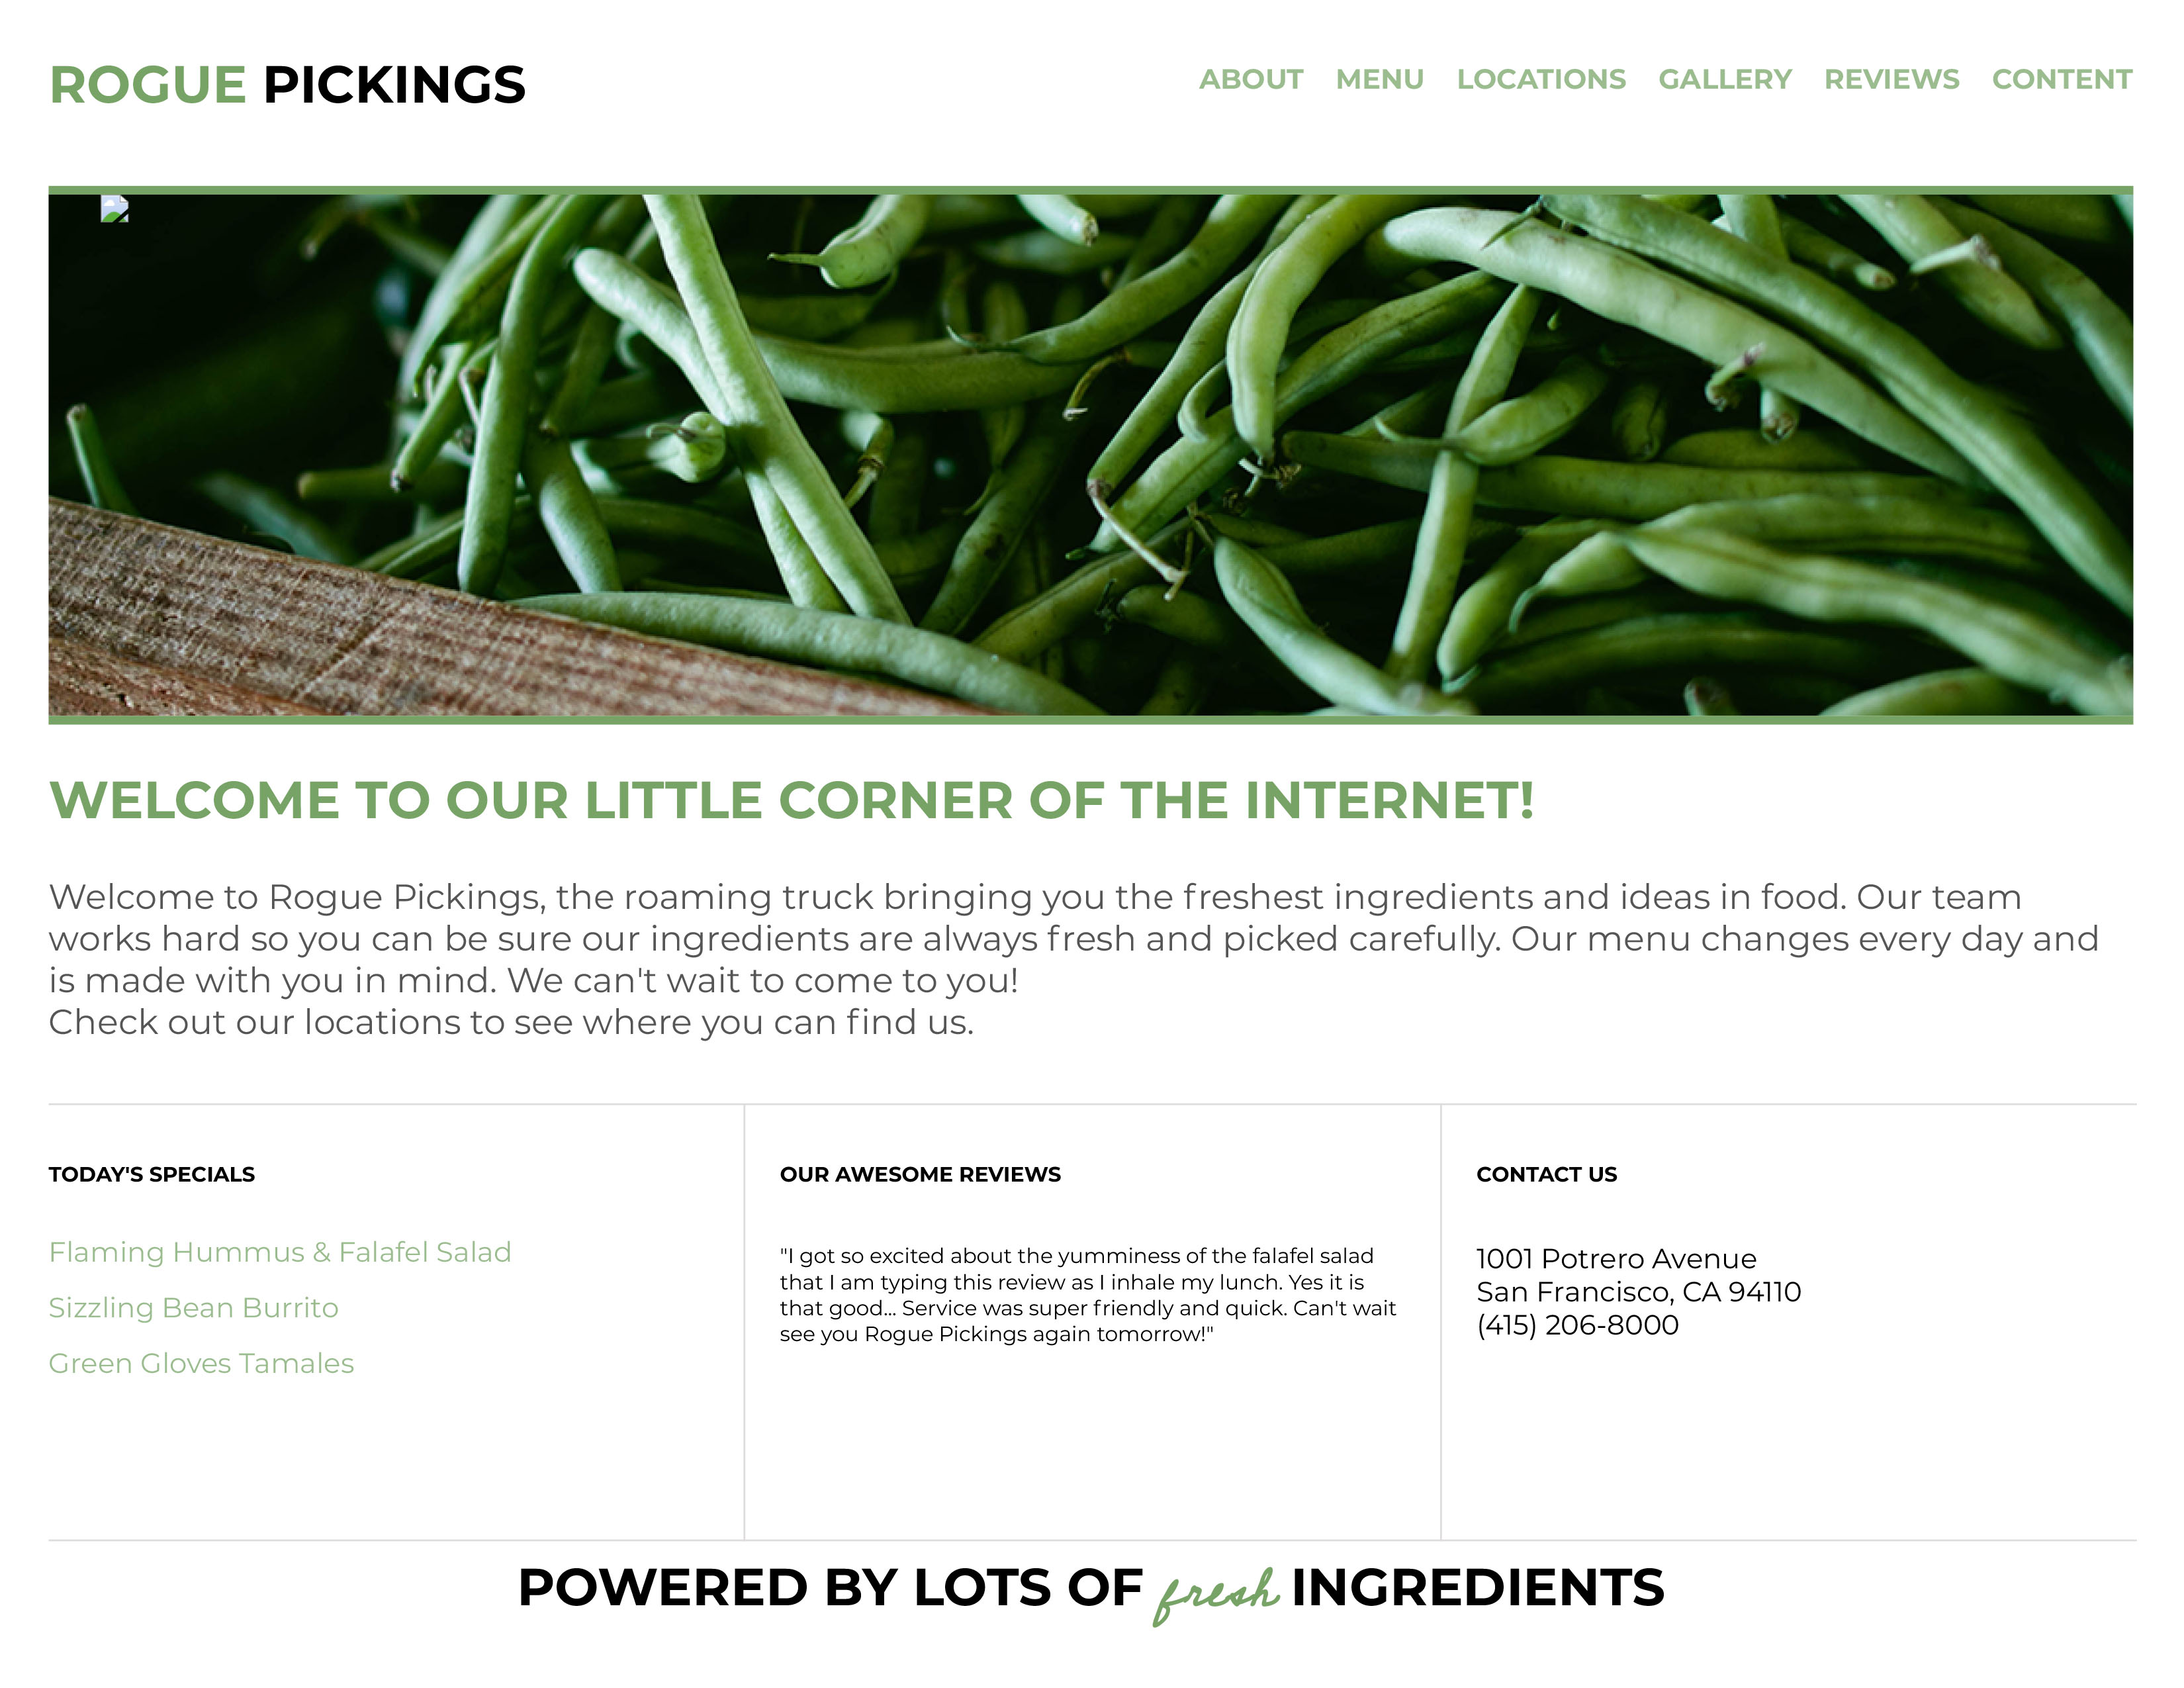 ROGUE PICKINGS
ABOUT MENU LOCATIONS GALLERY REVIEWS CONTENT
WELCOME TO OUR LITTLE CORNER OF THE INTERNET!
Welcome to Rogue Pickings, the roaming truck bringing you the freshest ingredients and ideas in food. Our team
works hard so you can be sure our ingredients are always fresh and picked carefully. Our menu changes every day and
is made with you in mind. We can't wait to come to you!
Check out our locations to see where you can find us.
TODAY'S SPECIALS
Flaming Hummus & Falafel Salad
Sizzling Bean Burrito
Green Gloves Tamales
OUR AWESOME REVIEWS
"I got so excited about the yumminess of the falafel salad
that I am typing this review as I inhale my lunch. Yes it is
that good... Service was super friendly and quick. Can't wait
see you Rogue Pickings again tomorrow!"
CONTACT US
1001 Potrero Avenue
San Francisco, CA 94110
(415) 206-8000
POWERED BY LOTS OF fresh INGREDIENTS